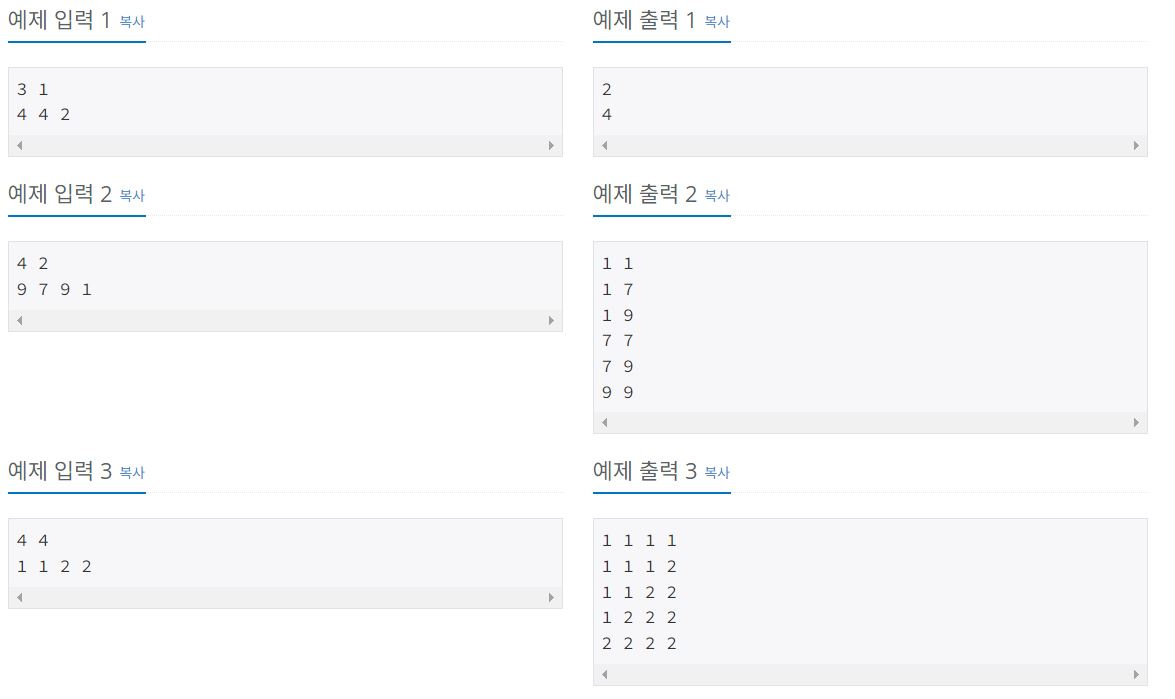 예제 입력 1 복사
3 1
4 4 2
예제 출력 1 복사
2
4
예제 입력 2 복사
4 2
9 7 9 1
예제 출력 2 복사
1 1
1 7
1 9
7 7
7 9
9 9
예제 입력 3 복사
4 4
1 1 2 2
예제 출력 3 복사
1 1 1 1
1 1 1 2
1 1 2 2
1 2 2 2
2 2 2 2